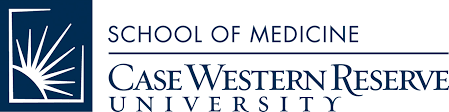 SCHOOL OF MEDICINE
CASE WESTERN RESERVE
UNIVERSITY